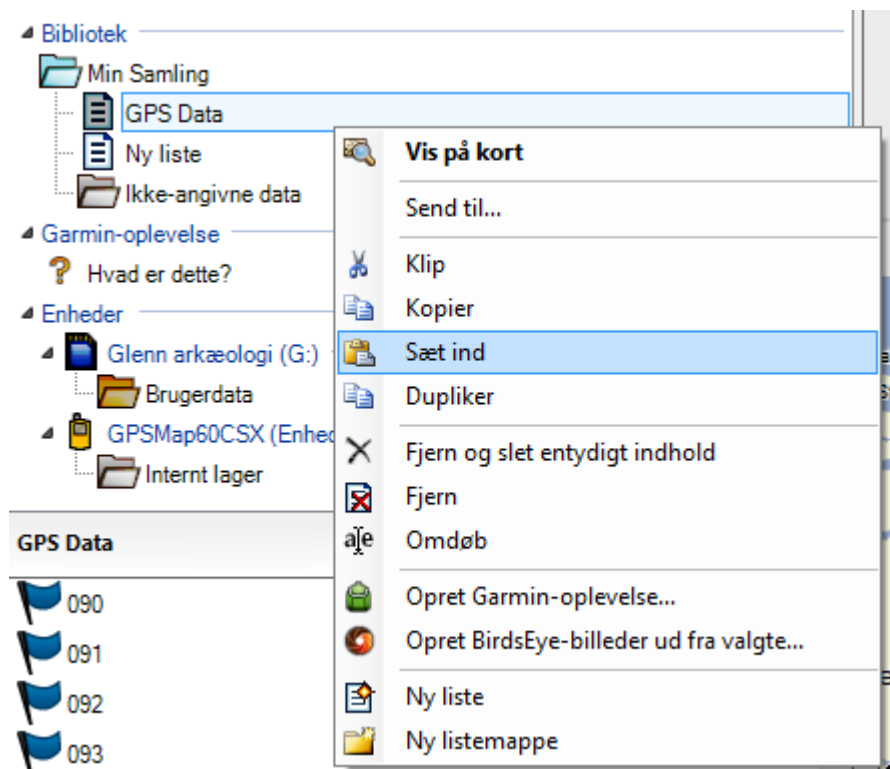 Bibliotek
Min Samling
GPS Data
Ny liste
Ikke-angivne data
Garmin-oplevelse
Hvad er dette?
Enheder
Glenn arkæologi (G:)
Brugerdata
GPSMap60CSX (Enhed
Internt lager
GPS Data
090
091
092
093
Vis på kort
Send til...
Klip
Kopier
Sæt ind
Dupliker
Fjern og slet entydigt indhold
Fjern
Omdøb
Opret Garmin-oplevelse...
Opret BirdsEye-billeder ud fra valgte...
Ny liste
Ny listemappe